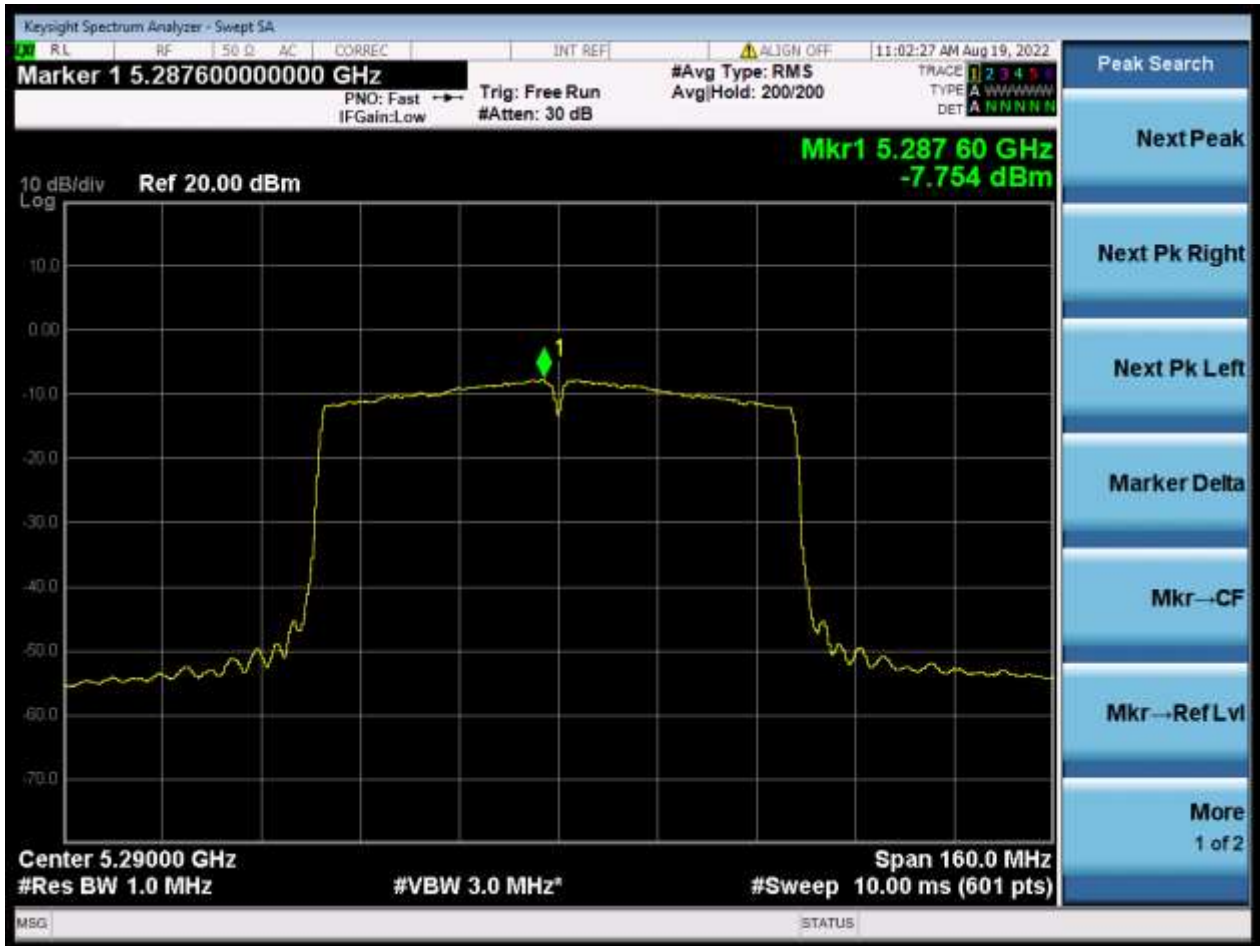 Keysight Spectrum Analyzer - Swept SA
LXI RL RF 50 Ω AC CORREC INT REF ALIGN OFF 11:02:27 AM Aug 19, 2022
Marker 1 5.287600000000 GHz
PNO: Fast
IFGain:Low
Trig: Free Run
#Atten: 30 dB
#Avg Type: RMS
Avg|Hold: 200/200
TRACE 1 2 3 4 5 6
TYPE A WWWWW
DET A N N N N N
Mkr1 5.287 60 GHz
-7.754 dBm
10 dB/div Ref 20.00 dBm
Log
10.0
0.00
-10.0
-20.0
-30.0
-40.0
-50.0
-60.0
-70.0
1
Center 5.29000 GHz Span 160.0 MHz
#Res BW 1.0 MHz #VBW 3.0 MHz* #Sweep 10.00 ms (601 pts)
MSG STATUS
Peak Search
Next Peak
Next Pk Right
Next Pk Left
Marker Delta
Mkr→CF
Mkr→Ref Lvl
More
1 of 2